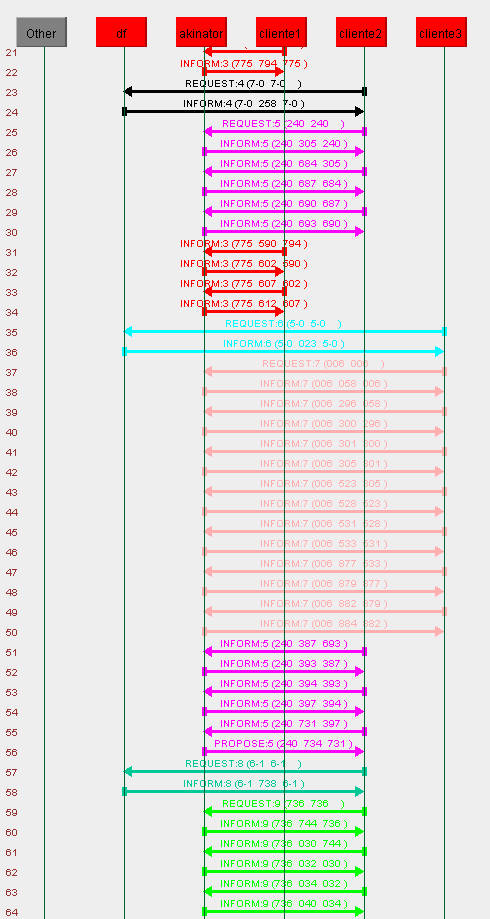 Other df akinator cliente1 cliente2 cliente3
21
22 INFORM:3 (775 794 775 )
23 REQUEST:4 (7-0 7-0 )
24 INFORM:4 (7-0 258 7-0 )
25 REQUEST:5 (240 240 )
26 INFORM:5 (240 305 240 )
27 INFORM:5 (240 684 305 )
28 INFORM:5 (240 687 684 )
29 INFORM:5 (240 690 687 )
30 INFORM:5 (240 693 690 )
31 INFORM:3 (775 590 794 )
32 INFORM:3 (775 602 590 )
33 INFORM:3 (775 607 602 )
34 INFORM:3 (775 612 607 )
35 REQUEST:6 (5-0 5-0 )
36 INFORM:6 (5-0 023 5-0 )
37 REQUEST:7 (006 006 )
38 INFORM:7 (006 058 006 )
39 INFORM:7 (006 296 058 )
40 INFORM:7 (006 300 296 )
41 INFORM:7 (006 301 300 )
42 INFORM:7 (006 305 301 )
43 INFORM:7 (006 523 305 )
44 INFORM:7 (006 528 523 )
45 INFORM:7 (006 531 528 )
46 INFORM:7 (006 533 531 )
47 INFORM:7 (006 877 533 )
48 INFORM:7 (006 879 877 )
49 INFORM:7 (006 882 879 )
50 INFORM:7 (006 884 882 )
51 INFORM:5 (240 387 693 )
52 INFORM:5 (240 393 387 )
53 INFORM:5 (240 394 393 )
54 INFORM:5 (240 397 394 )
55 INFORM:5 (240 731 397 )
56 PROPOSE:5 (240 734 731 )
57 REQUEST:8 (6-1 6-1 )
58 INFORM:8 (6-1 738 6-1 )
59 REQUEST:9 (736 736 )
60 INFORM:9 (736 744 736 )
61 INFORM:9 (736 030 744 )
62 INFORM:9 (736 032 030 )
63 INFORM:9 (736 034 032 )
64 INFORM:9 (736 040 034 )